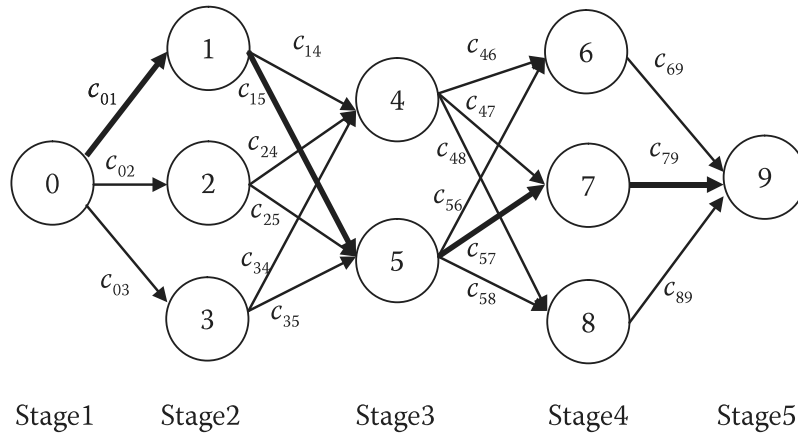 0
1
2
3
4
5
6
7
8
9
c₀₁
c₀₂
c₀₃
c₁₄
c₁₅
c₂₄
c₂₅
c₃₄
c₃₅
c₄₆
c₄₇
c₄₈
c₅₆
c₅₇
c₅₈
c₆₉
c₇₉
c₈₉
Stage1 Stage2 Stage3 Stage4 Stage5